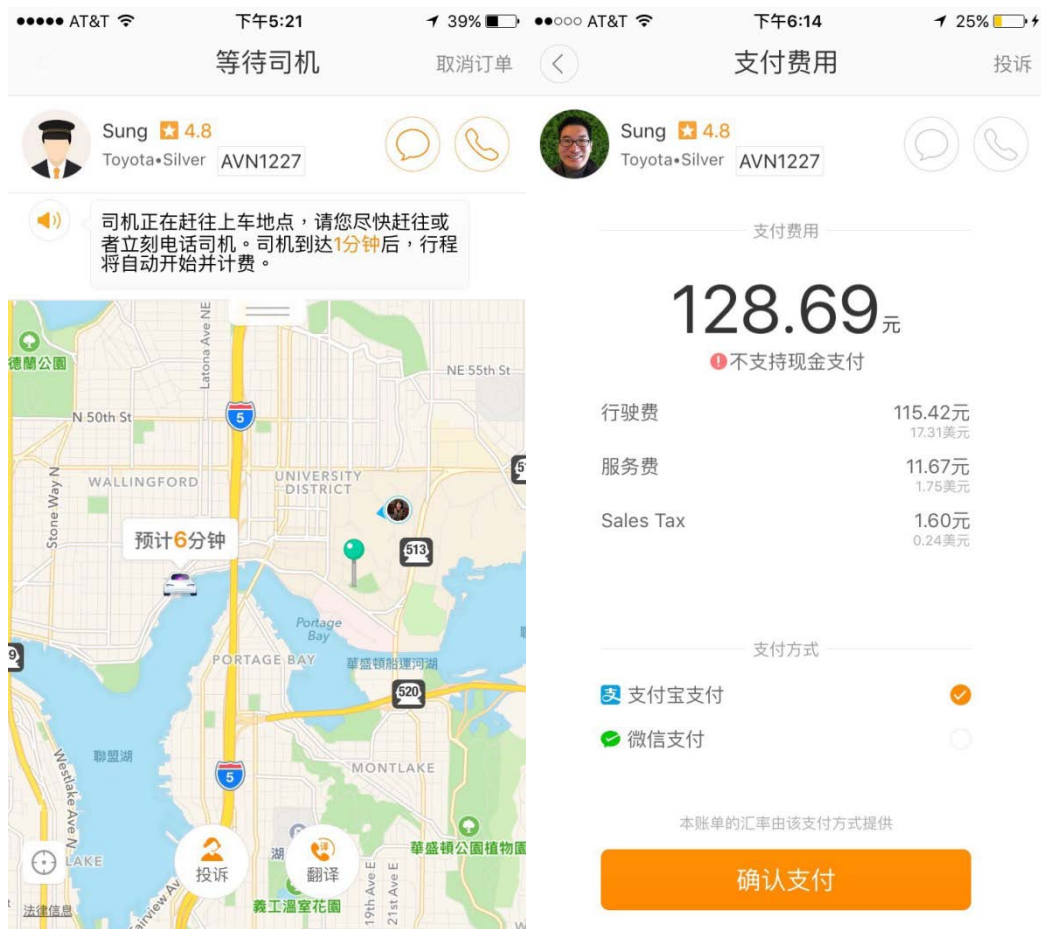 AT&T 下午5:21 39%
等待司机 取消订单
Sung 4.8
Toyota•Silver AVN1227
司机正在赶往上车地点，请您尽快赶往或
者立刻电话司机。司机到达1分钟后，行程
将自动开始并计费。
Latona Ave NE
德蘭公園
NE 55th St
N 50th St
5
WALLINGFORD
UNIVERSITY
DISTRICT
Stone Way N
预计6分钟
513
Portage
Bay
PORTAGE BAY
華盛頓船運河湖
520
聯盟湖
Westlake Ave N
5
MONTLAKE
華盛頓公園植物園
LAKE
湖
投诉
翻译
義工溫室花園
19th Ave E
21st Ave E
法律信息
AT&T 下午6:14 25%
支付费用 投诉
Sung 4.8
Toyota•Silver AVN1227
支付费用
128.69元
不支持现金支付
行驶费 115.42元
17.31美元
服务费 11.67元
1.75美元
Sales Tax 1.60元
0.24美元
支付方式
支付宝支付
微信支付
本账单的汇率由该支付方式提供
确认支付